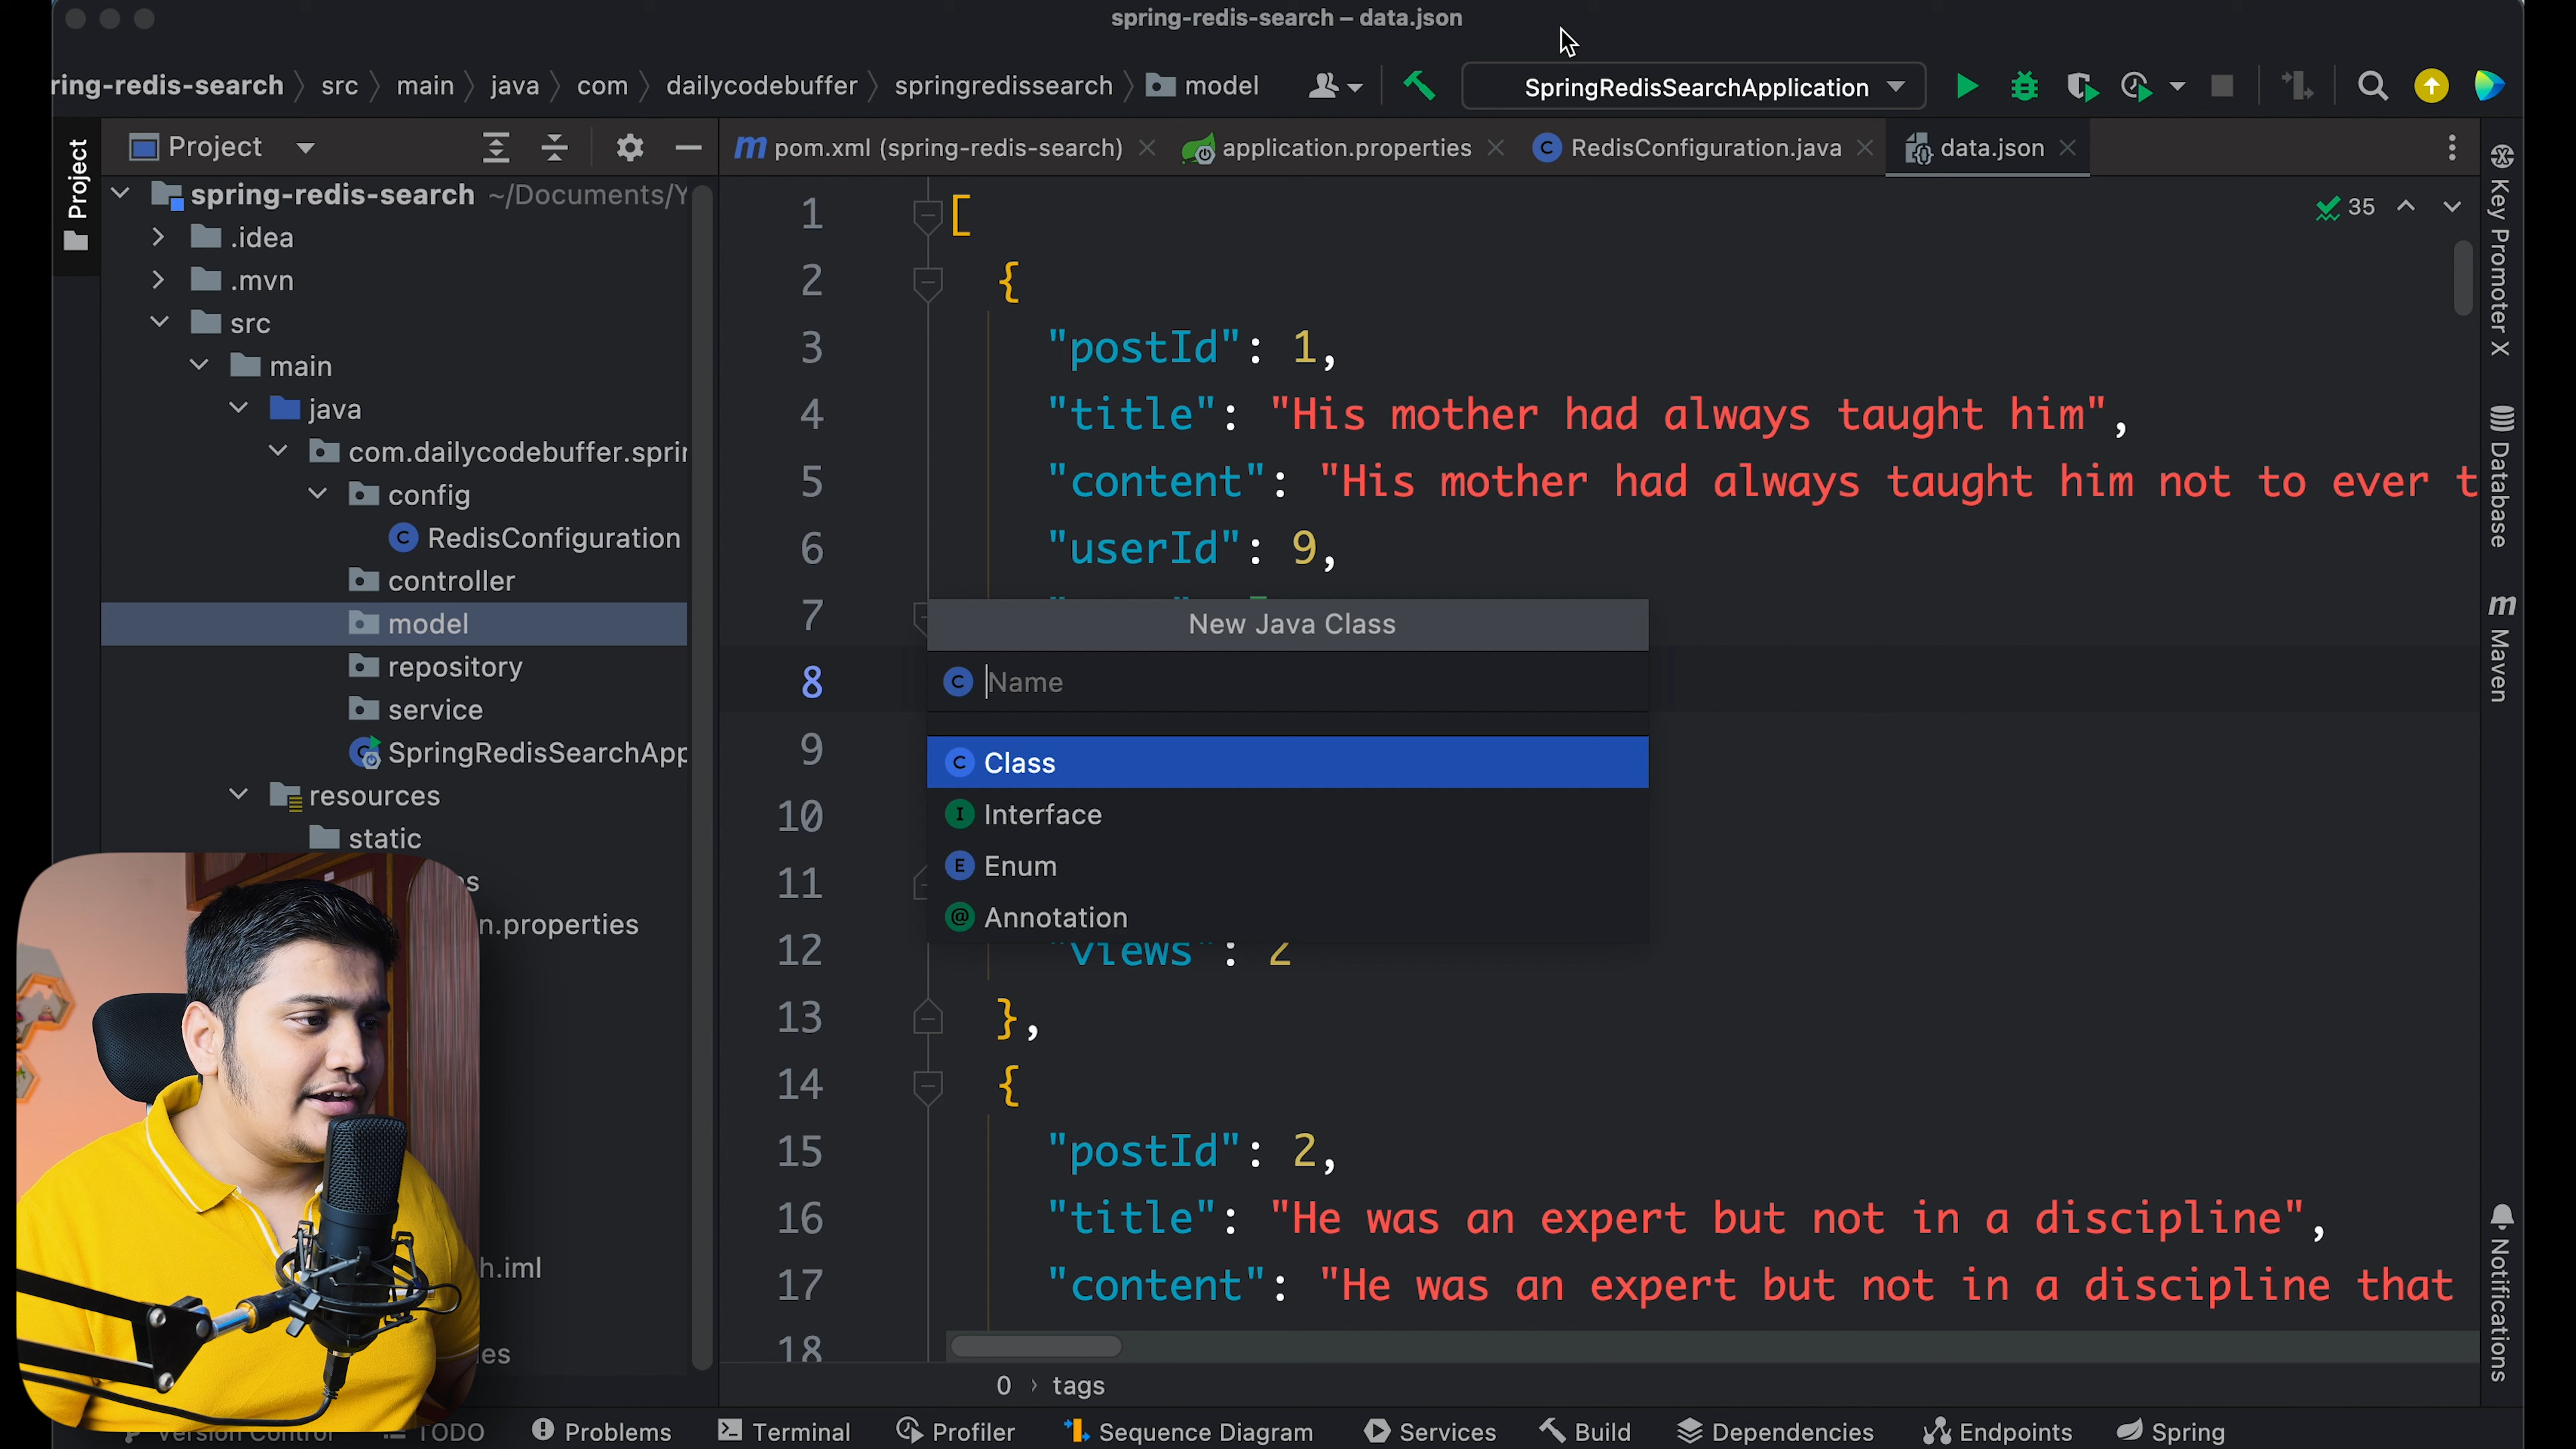 spring-redis-search – data.json
ring-redis-search src main java com dailycodebuffer springredissearch model SpringRedisSearchApplication
Project
pom.xml (spring-redis-search) application.properties RedisConfiguration.java data.json
Project
spring-redis-search ~/Documents/Y
.idea
.mvn
src
main
java
com.dailycodebuffer.sprin
config
RedisConfiguration
controller
model
repository
service
SpringRedisSearchApp
resources
static
n.properties
h.iml
es
35
1 [
2 {
3 "postId": 1,
4 "title": "His mother had always taught him",
5 "content": "His mother had always taught him not to ever t
6 "userId": 9,
7
8
9
10
11
12 "views": 2
13 },
14 {
15 "postId": 2,
16 "title": "He was an expert but not in a discipline",
17 "content": "He was an expert but not in a discipline that
18
New Java Class
Name
Class
Interface
Enum
Annotation
0 › tags
Key Promoter X
Database
Maven
Notifications
Version Control TODO Problems Terminal Profiler Sequence Diagram Services Build Dependencies Endpoints Spring